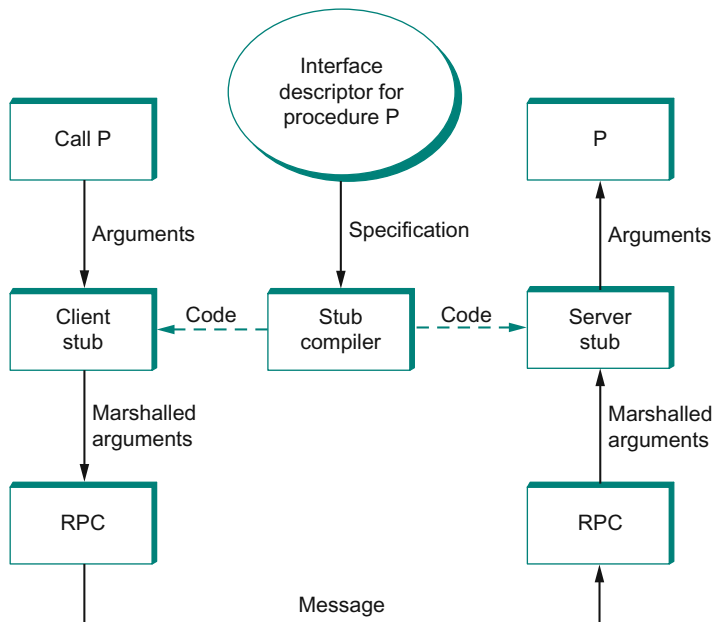 Interface
descriptor for
procedure P
Call P
P
Arguments
Specification
Arguments
Client
stub
Code
Stub
compiler
Code
Server
stub
Marshalled
arguments
Marshalled
arguments
RPC
RPC
Message